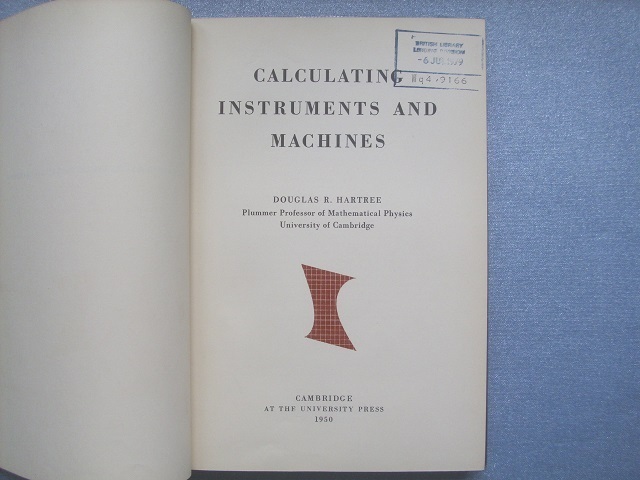 BRITISH LIBRARY
CALCULATING
INSTRUMENTS AND
MACHINES
DOUGLAS R. HARTREE
Plummer Professor of Mathematical Physics
University of Cambridge
CAMBRIDGE
AT THE UNIVERSITY PRESS
1950